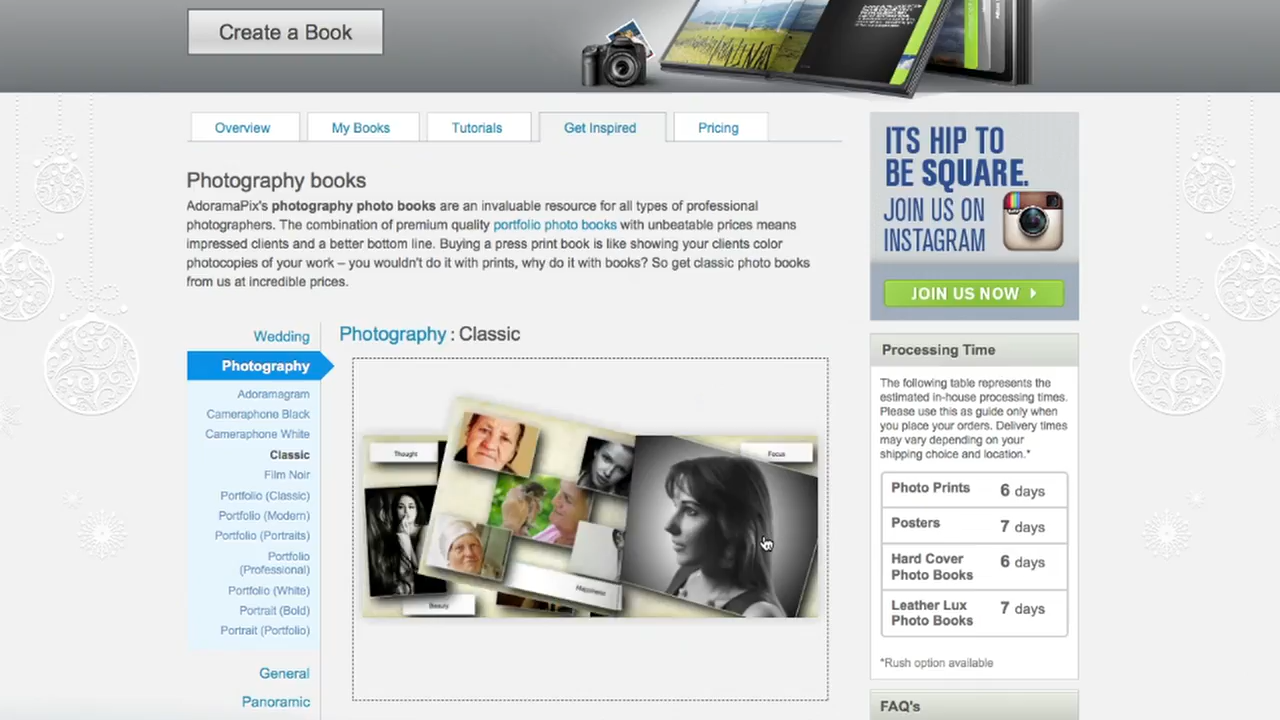 Create a Book
Overview
My Books
Tutorials
Get Inspired
Pricing
Photography books
AdoramaPix's photography photo books are an invaluable resource for all types of professional
photographers. The combination of premium quality portfolio photo books with unbeatable prices means
impressed clients and a better bottom line. Buying a press print book is like showing your clients color
photocopies of your work – you wouldn't do it with prints, why do it with books? So get classic photo books
from us at incredible prices.
Wedding
Photography
Adoramagram
Cameraphone Black
Cameraphone White
Classic
Film Noir
Portfolio (Classic)
Portfolio (Modern)
Portfolio (Portraits)
Portfolio
(Professional)
Portfolio (White)
Portrait (Bold)
Portrait (Portfolio)
General
Panoramic
Photography : Classic
Thought
Focus
Happiness
Beauty
ITS HIP TO
BE SQUARE.
JOIN US ON
INSTAGRAM
JOIN US NOW
Processing Time
The following table represents the
estimated in-house processing times.
Please use this as guide only when
you place your orders. Delivery times
may vary depending on your
shipping choice and location.*
Photo Prints 6 days
Posters 7 days
Hard Cover
Photo Books 6 days
Leather Lux
Photo Books 7 days
*Rush option available
FAQ's